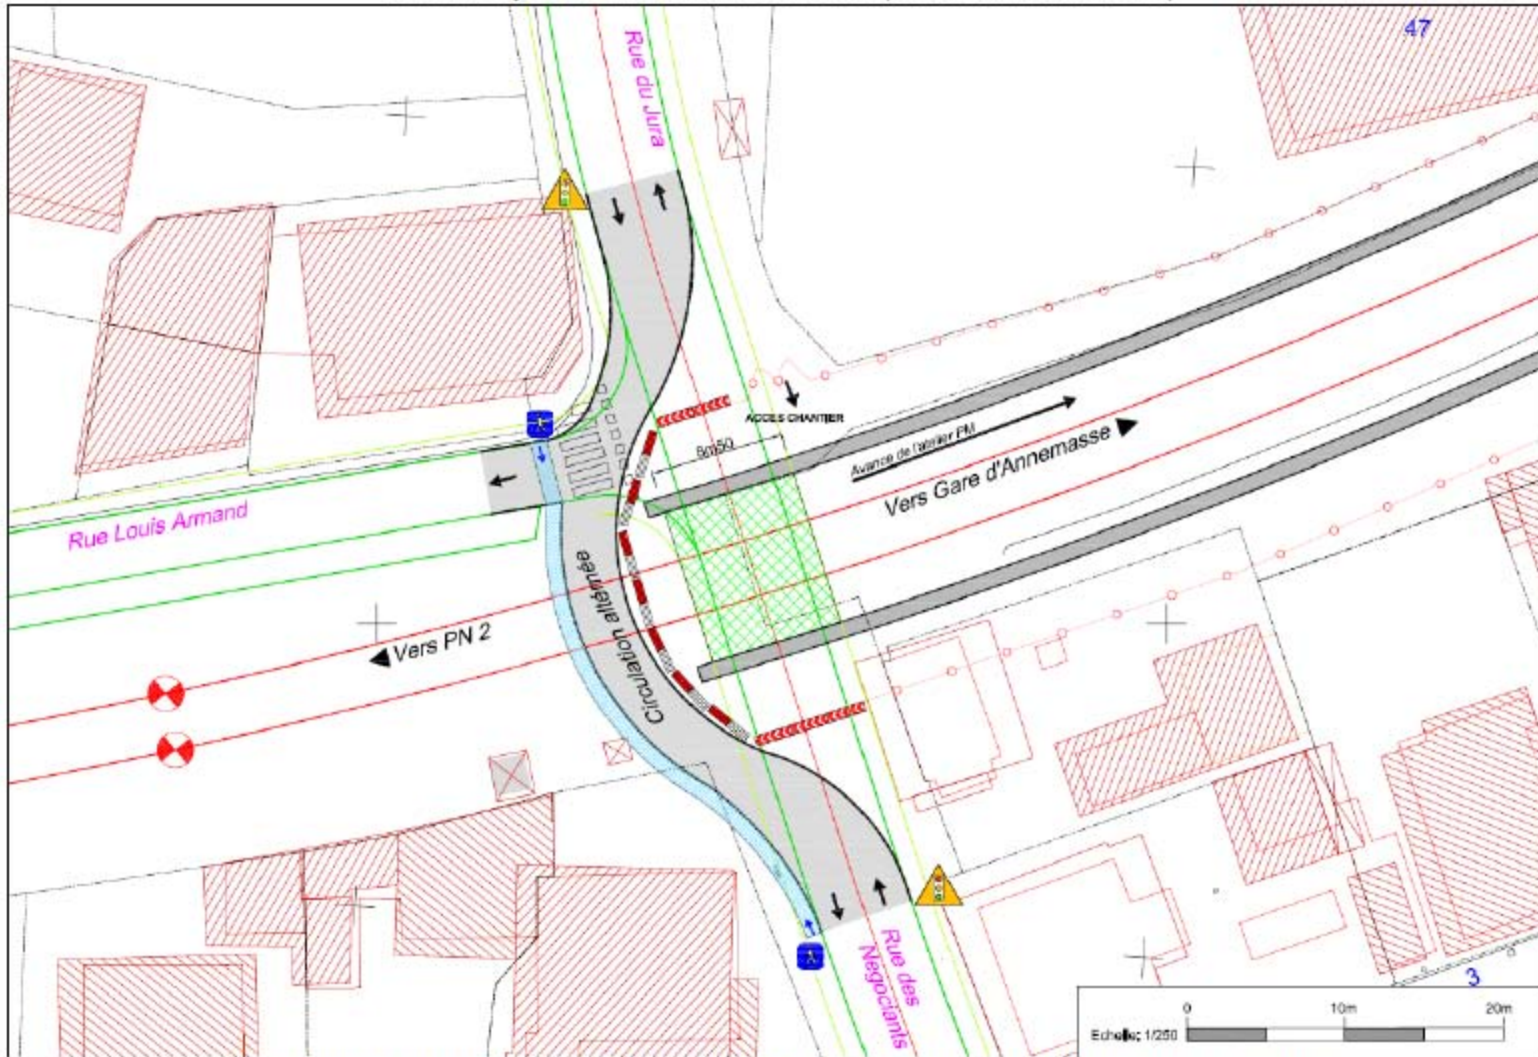 47
Rue du Jura
ACCES CHANTIER
8m50
Avance de l'atelier PM
Vers Gare d'Annemasse
Rue Louis Armand
Circulation alternée
Vers PN 2
Rue des
Négociants
3
0 10m 20m
Echelle: 1/250